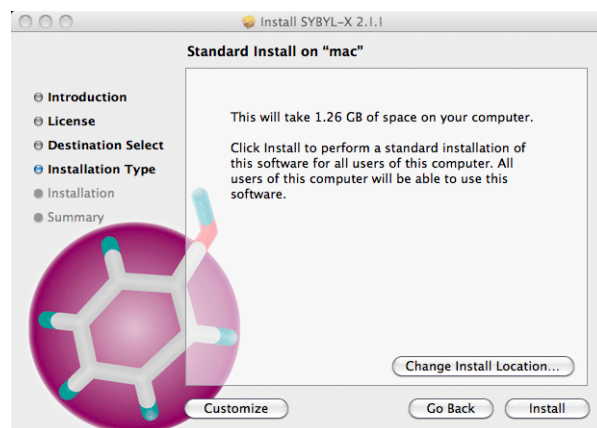 Install SYBYL-X 2.1.1
Standard Install on “mac”
Introduction
License
Destination Select
Installation Type
Installation
Summary
This will take 1.26 GB of space on your computer.
Click Install to perform a standard installation of
this software for all users of this computer. All
users of this computer will be able to use this
software.
Change Install Location...
Customize
Go Back
Install